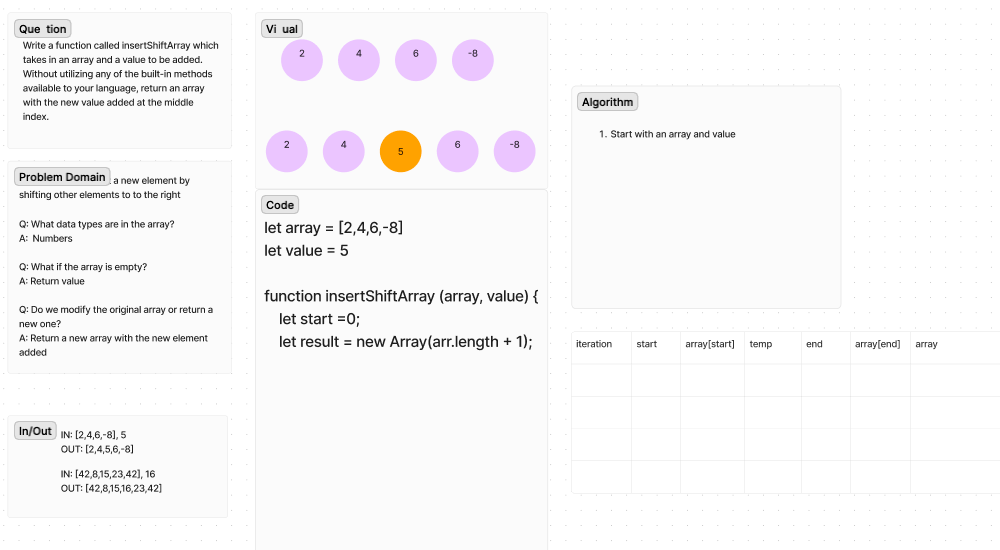 Que tion
Write a function called insertShiftArray which
takes in an array and a value to be added.
Without utilizing any of the built-in methods
available to your language, return an array
with the new value added at the middle
index.
Problem Domain
a new element by
shifting other elements to to the right
Q: What data types are in the array?
A: Numbers
Q: What if the array is empty?
A: Return value
Q: Do we modify the original array or return a
new one?
A: Return a new array with the new element
added
In/Out
IN: [2,4,6,-8], 5
OUT: [2,4,5,6,-8]
IN: [42,8,15,23,42], 16
OUT: [42,8,15,16,23,42]
Vi ual
2 4 6 -8
2 4 5 6 -8
Code
let array = [2,4,6,-8]
let value = 5
function insertShiftArray (array, value) {
let start =0;
let result = new Array(arr.length + 1);
Algorithm
1. Start with an array and value
iteration start array[start] temp end array[end] array